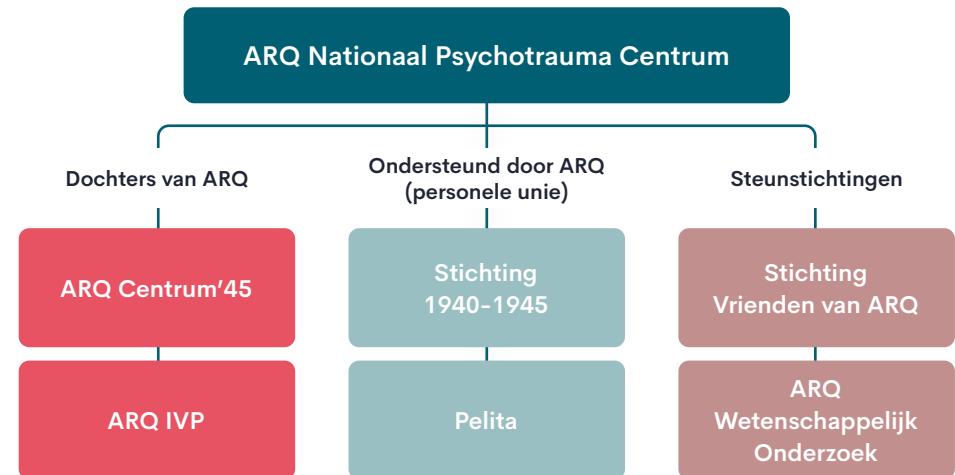 ARQ Nationaal Psychotrauma Centrum
Dochters van ARQ
Ondersteund door ARQ
(personele unie)
Steunstichtingen
ARQ Centrum'45
Stichting
1940-1945
Stichting
Vrienden van ARQ
ARQ IVP
Pelita
ARQ
Wetenschappelijk
Onderzoek